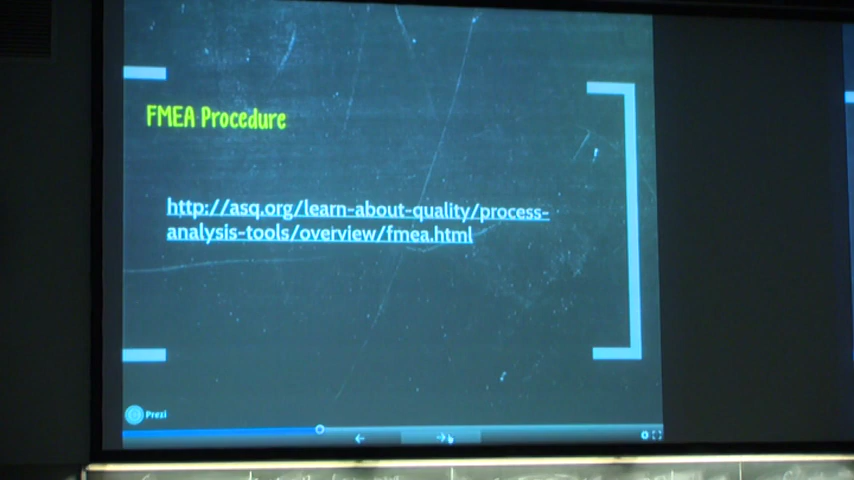 FMEA Procedure
http://asq.org/learn-about-quality/process-
analysis-tools/overview/fmea.html
Prezi